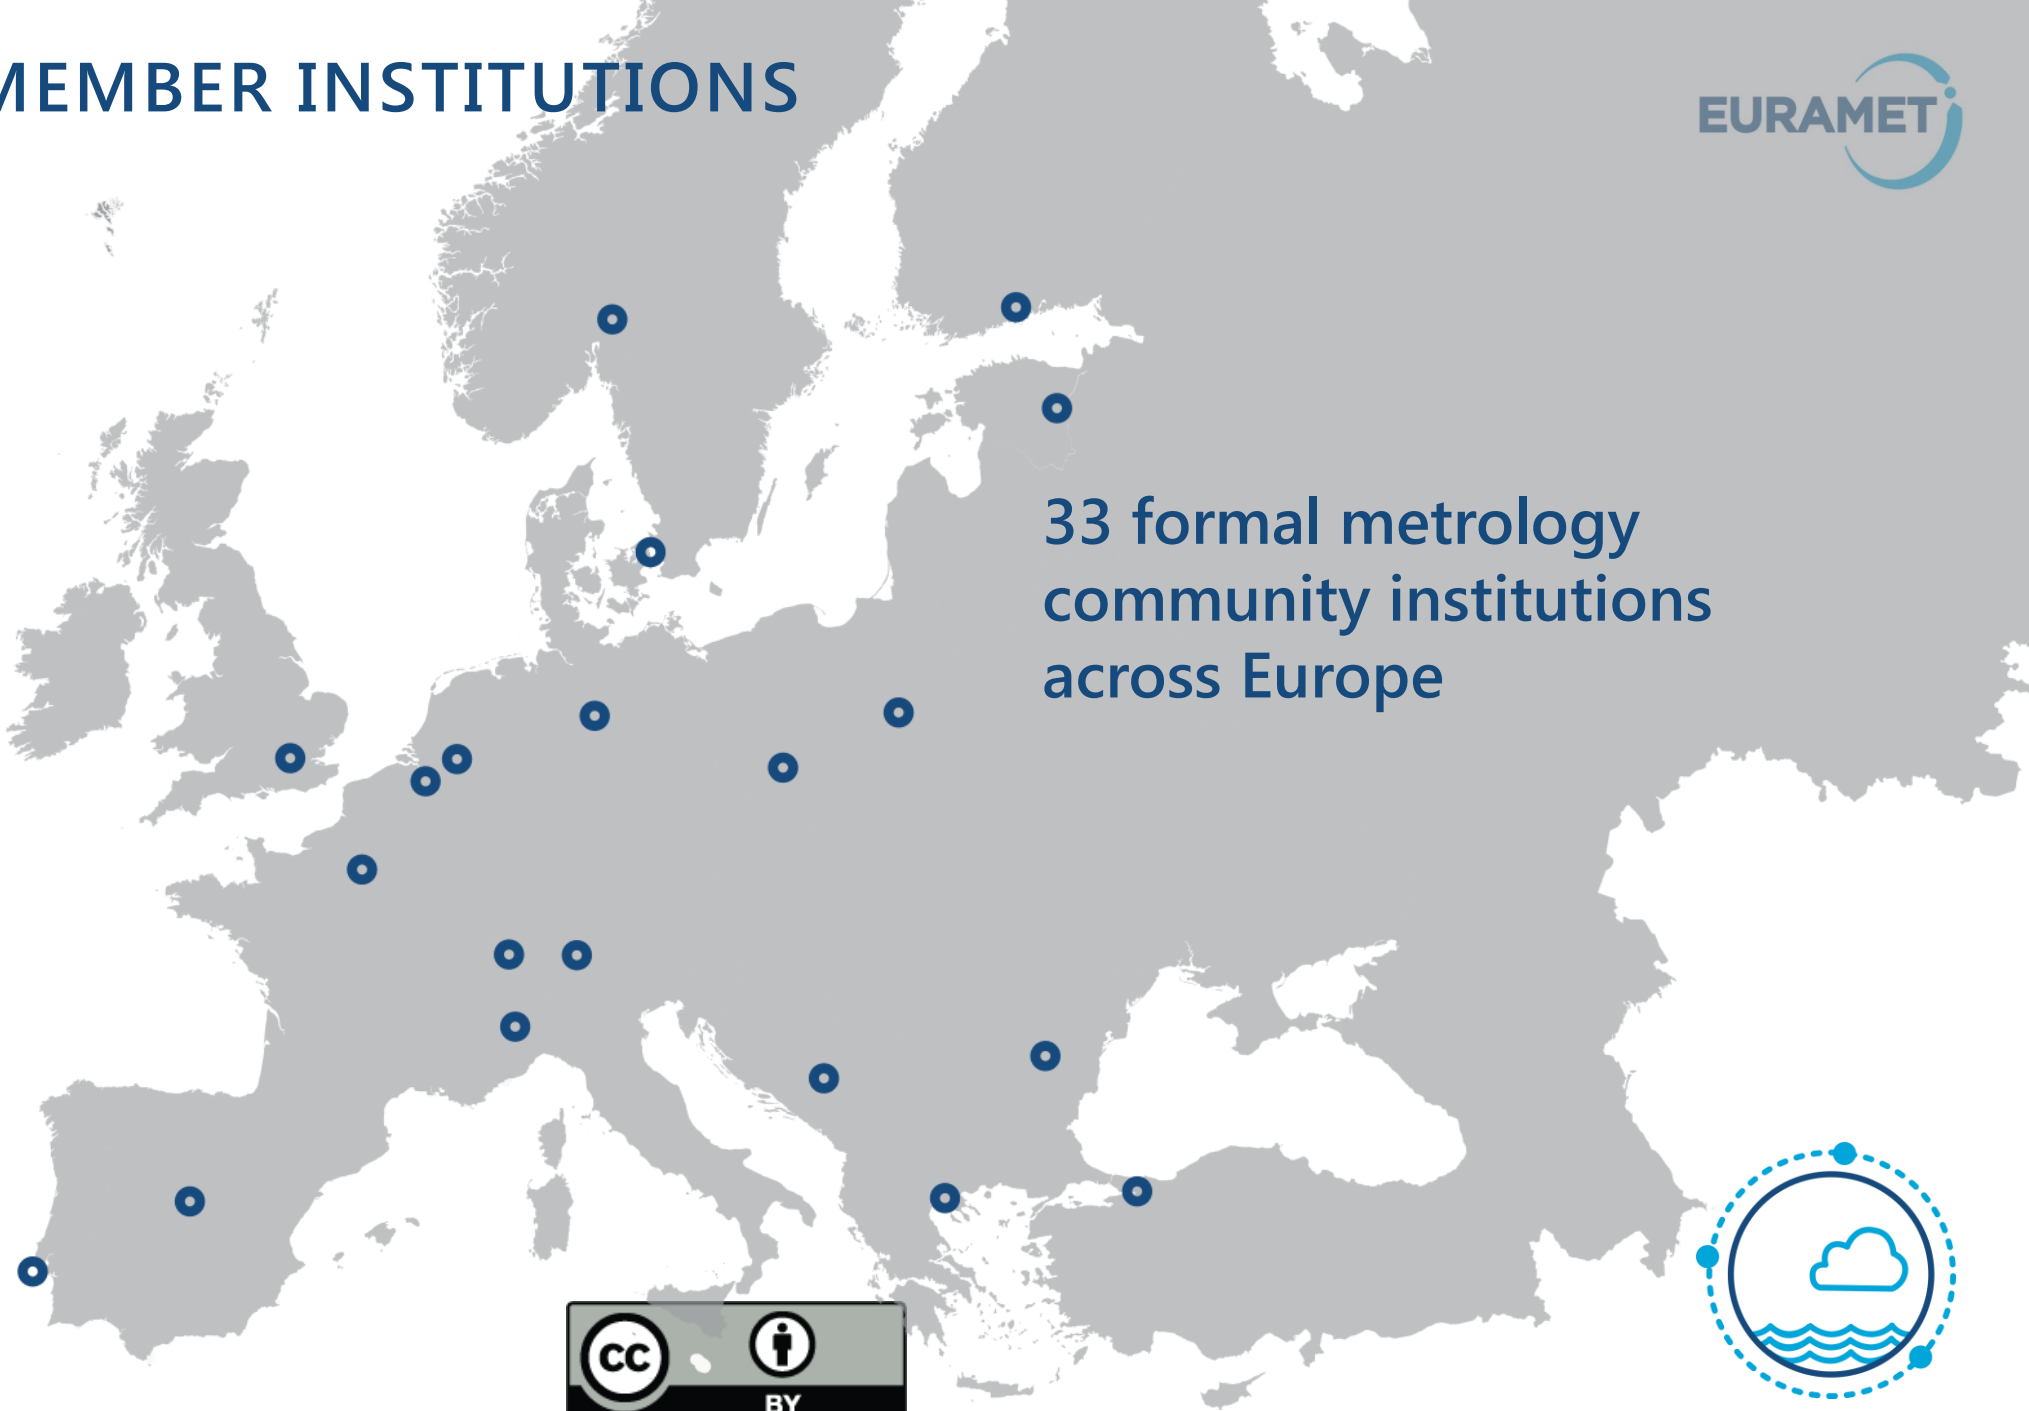 MEMBER INSTITUTIONS
EURAMET
33 formal metrology
community institutions
across Europe
cc
BY